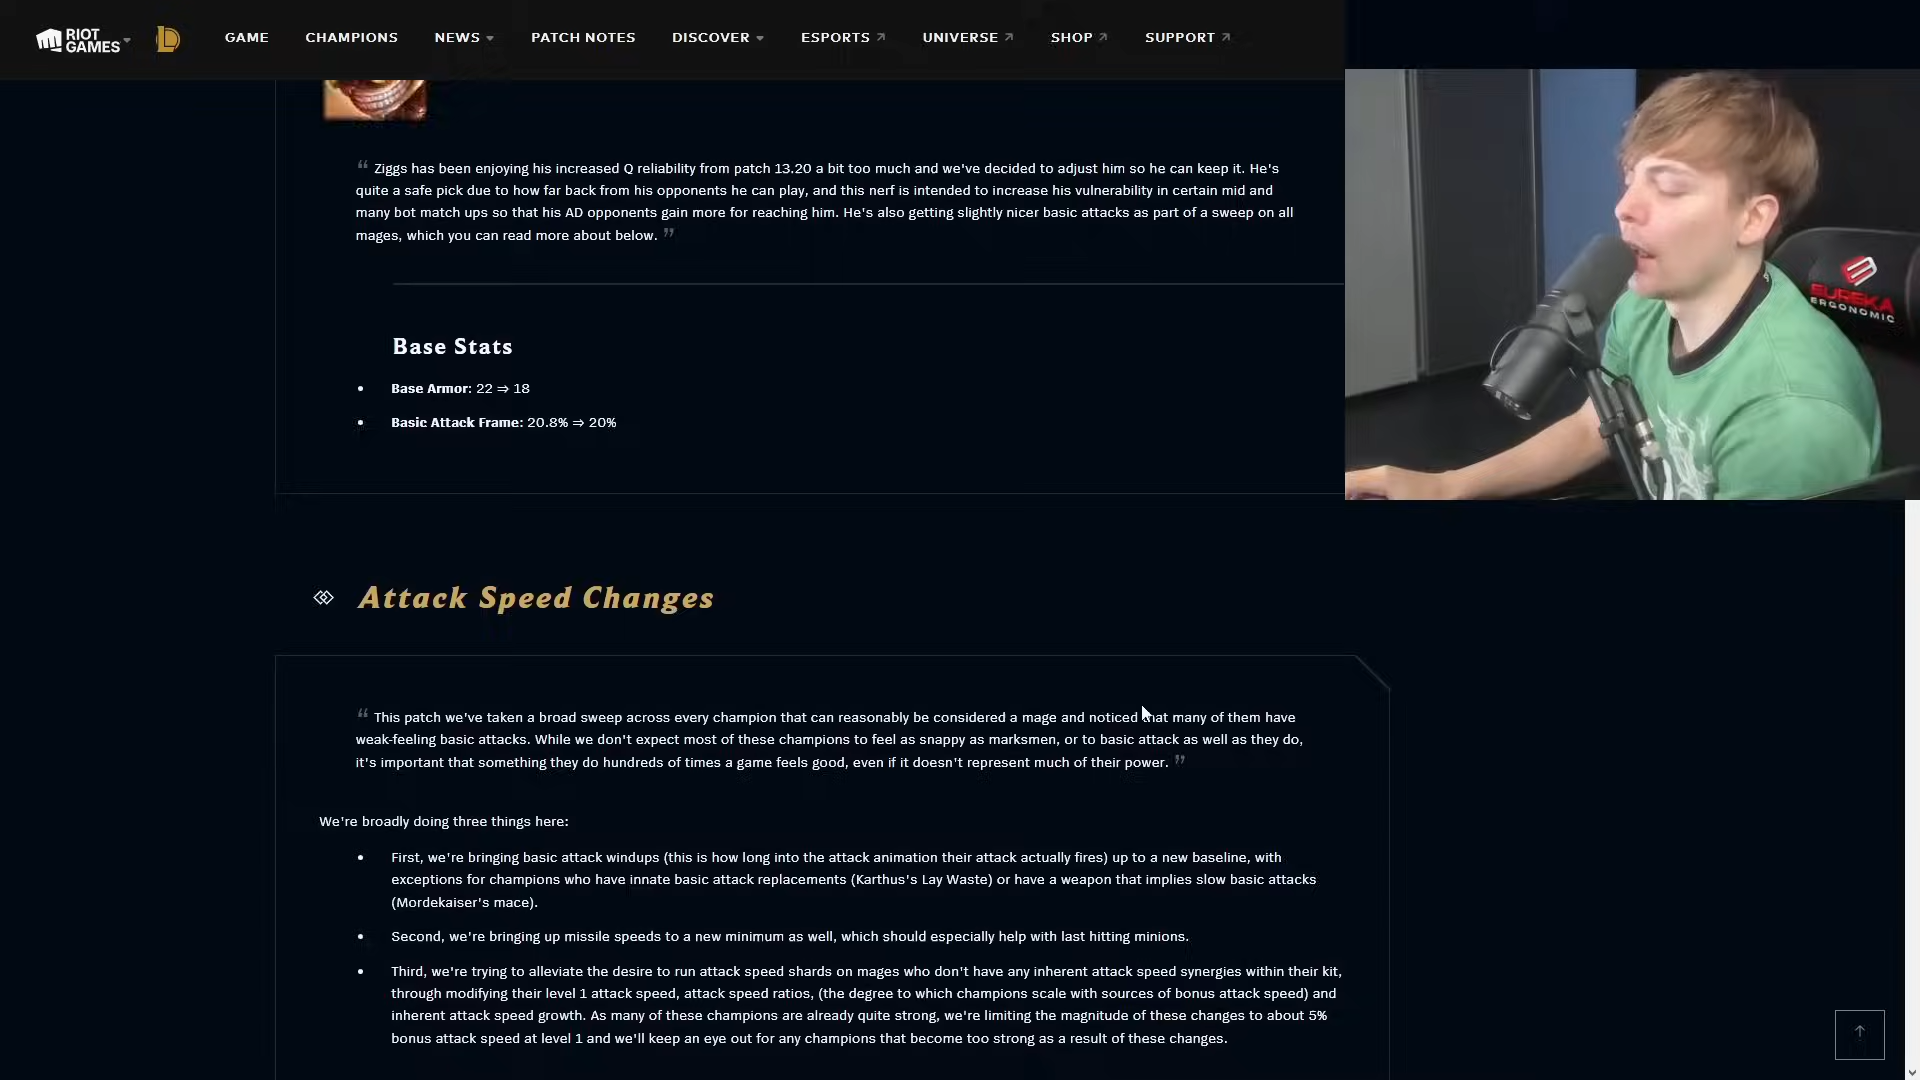 RIOT GAMES
GAME
CHAMPIONS
NEWS
PATCH NOTES
DISCOVER
ESPORTS
UNIVERSE
SHOP
SUPPORT
“ Ziggs has been enjoying his increased Q reliability from patch 13.20 a bit too much and we've decided to adjust him so he can keep it. He's
quite a safe pick due to how far back from his opponents he can play, and this nerf is intended to increase his vulnerability in certain mid and
many bot match ups so that his AD opponents gain more for reaching him. He's also getting slightly nicer basic attacks as part of a sweep on all
mages, which you can read more about below. ”
Base Stats
• Base Armor: 22 ⇒ 18
• Basic Attack Frame: 20.8% ⇒ 20%
EUREKA
ERGONOMIC
Attack Speed Changes
“ This patch we've taken a broad sweep across every champion that can reasonably be considered a mage and noticed that many of them have
weak-feeling basic attacks. While we don't expect most of these champions to feel as snappy as marksmen, or to basic attack as well as they do,
it's important that something they do hundreds of times a game feels good, even if it doesn't represent much of their power. ”
We're broadly doing three things here:
• First, we're bringing basic attack windups (this is how long into the attack animation their attack actually fires) up to a new baseline, with
exceptions for champions who have innate basic attack replacements (Karthus's Lay Waste) or have a weapon that implies slow basic attacks
(Mordekaiser's mace).
• Second, we're bringing up missile speeds to a new minimum as well, which should especially help with last hitting minions.
• Third, we're trying to alleviate the desire to run attack speed shards on mages who don't have any inherent attack speed synergies within their kit,
through modifying their level 1 attack speed, attack speed ratios, (the degree to which champions scale with sources of bonus attack speed) and
inherent attack speed growth. As many of these champions are already quite strong, we're limiting the magnitude of these changes to about 5%
bonus attack speed at level 1 and we'll keep an eye out for any champions that become too strong as a result of these changes.